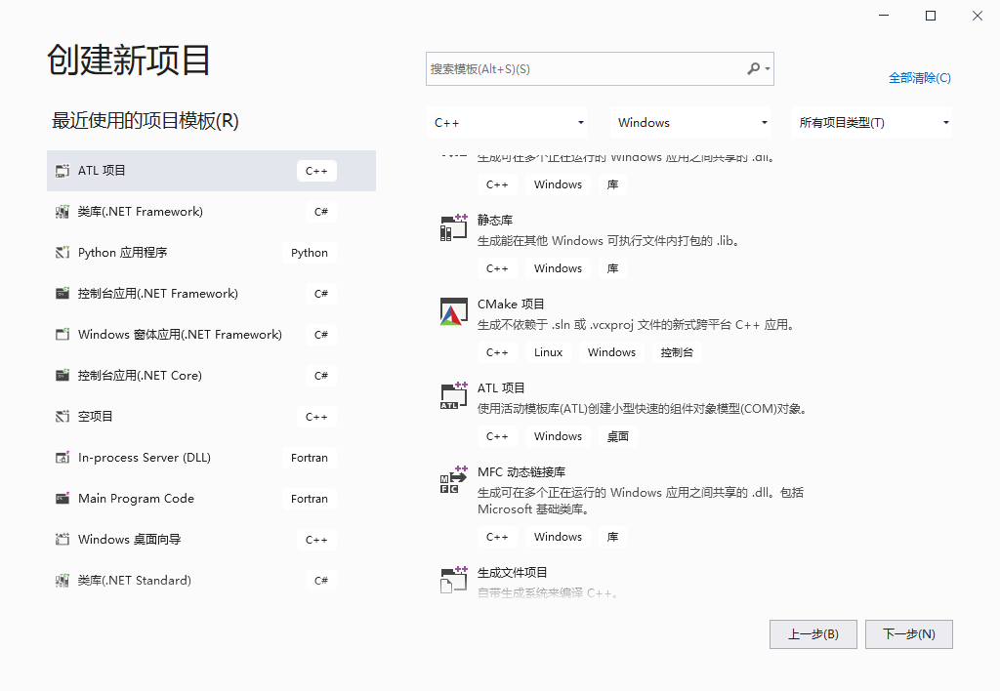 创建新项目
搜索模板(Alt+S)(S)
全部清除(C)
最近使用的项目模板(R)
C++
Windows
所有项目类型(T)
ATL 项目 C++
类库(.NET Framework) C#
Python 应用程序 Python
控制台应用(.NET Framework) C#
Windows 窗体应用(.NET Framework) C#
控制台应用(.NET Core) C#
空项目 C++
In-process Server (DLL) Fortran
Main Program Code Fortran
Windows 桌面向导 C++
类库(.NET Standard) C#
生成可在多个正在运行的 Windows 应用之间共享的 .dll。
C++ Windows 库
静态库
生成能在其他 Windows 可执行文件内打包的 .lib。
C++ Windows 库
CMake 项目
生成不依赖于 .sln 或 .vcxproj 文件的新式跨平台 C++ 应用。
C++ Linux Windows 控制台
ATL 项目
使用活动模板库(ATL)创建小型快速的组件对象模型(COM)对象。
C++ Windows 桌面
MFC 动态链接库
生成可在多个正在运行的 Windows 应用之间共享的 .dll。包括
Microsoft 基础类库。
C++ Windows 库
生成文件项目
自带生成系统来编译 C++。
上一步(B)
下一步(N)